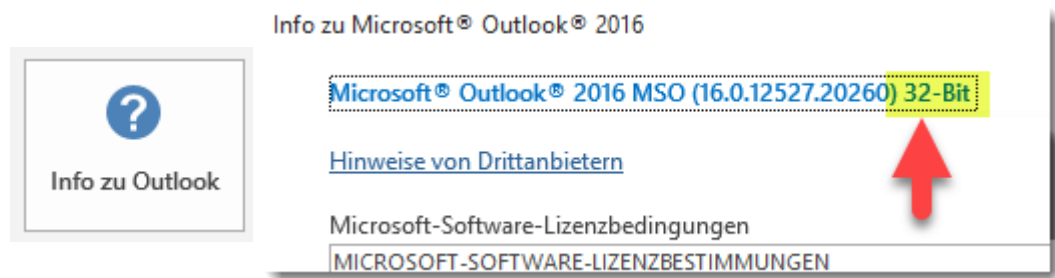 Info zu Microsoft® Outlook® 2016
Microsoft® Outlook® 2016 MSO (16.0.12527.20260) 32-Bit
?
Info zu Outlook
Hinweise von Drittanbietern
Microsoft-Software-Lizenzbedingungen
MICROSOFT-SOFTWARE-LIZENZBESTIMMUNGEN